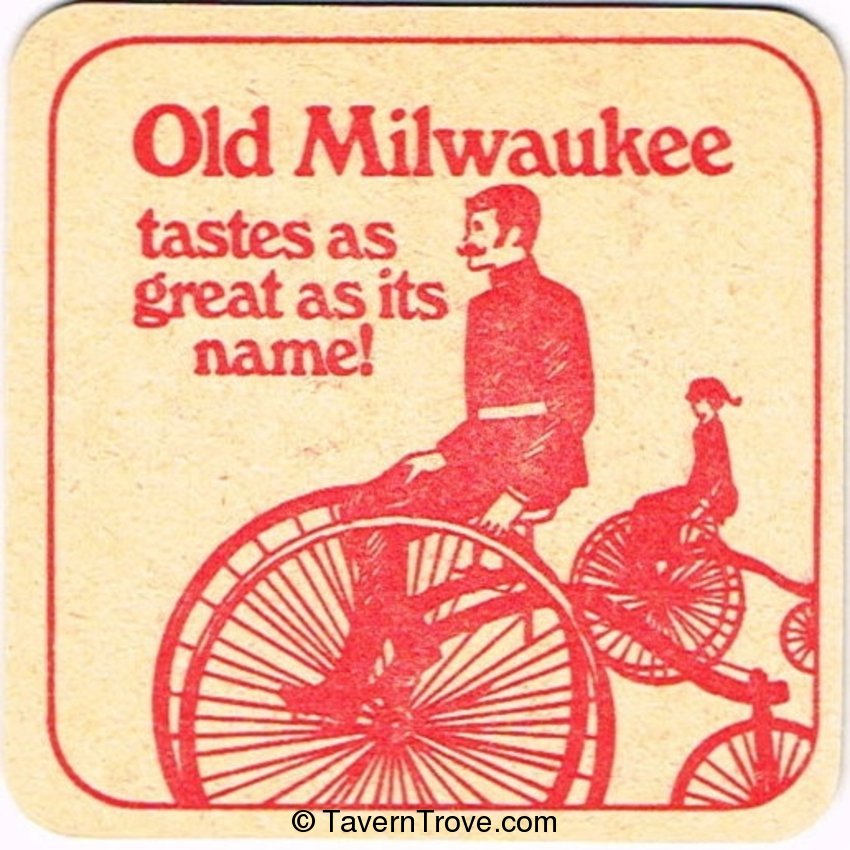 Old Milwaukee
tastes as
great as its
name!
© TavernTrove.com